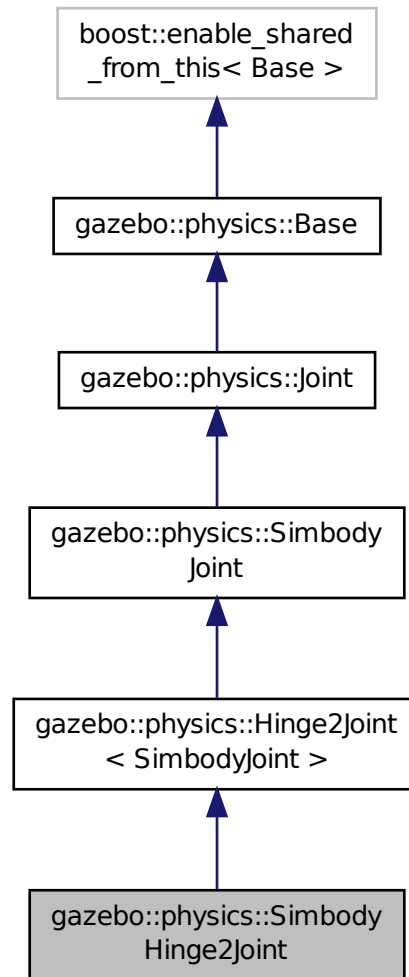 boost::enable_shared
_from_this< Base >
gazebo::physics::Base
gazebo::physics::Joint
gazebo::physics::Simbody
Joint
gazebo::physics::Hinge2Joint
< SimbodyJoint >
gazebo::physics::Simbody
Hinge2Joint